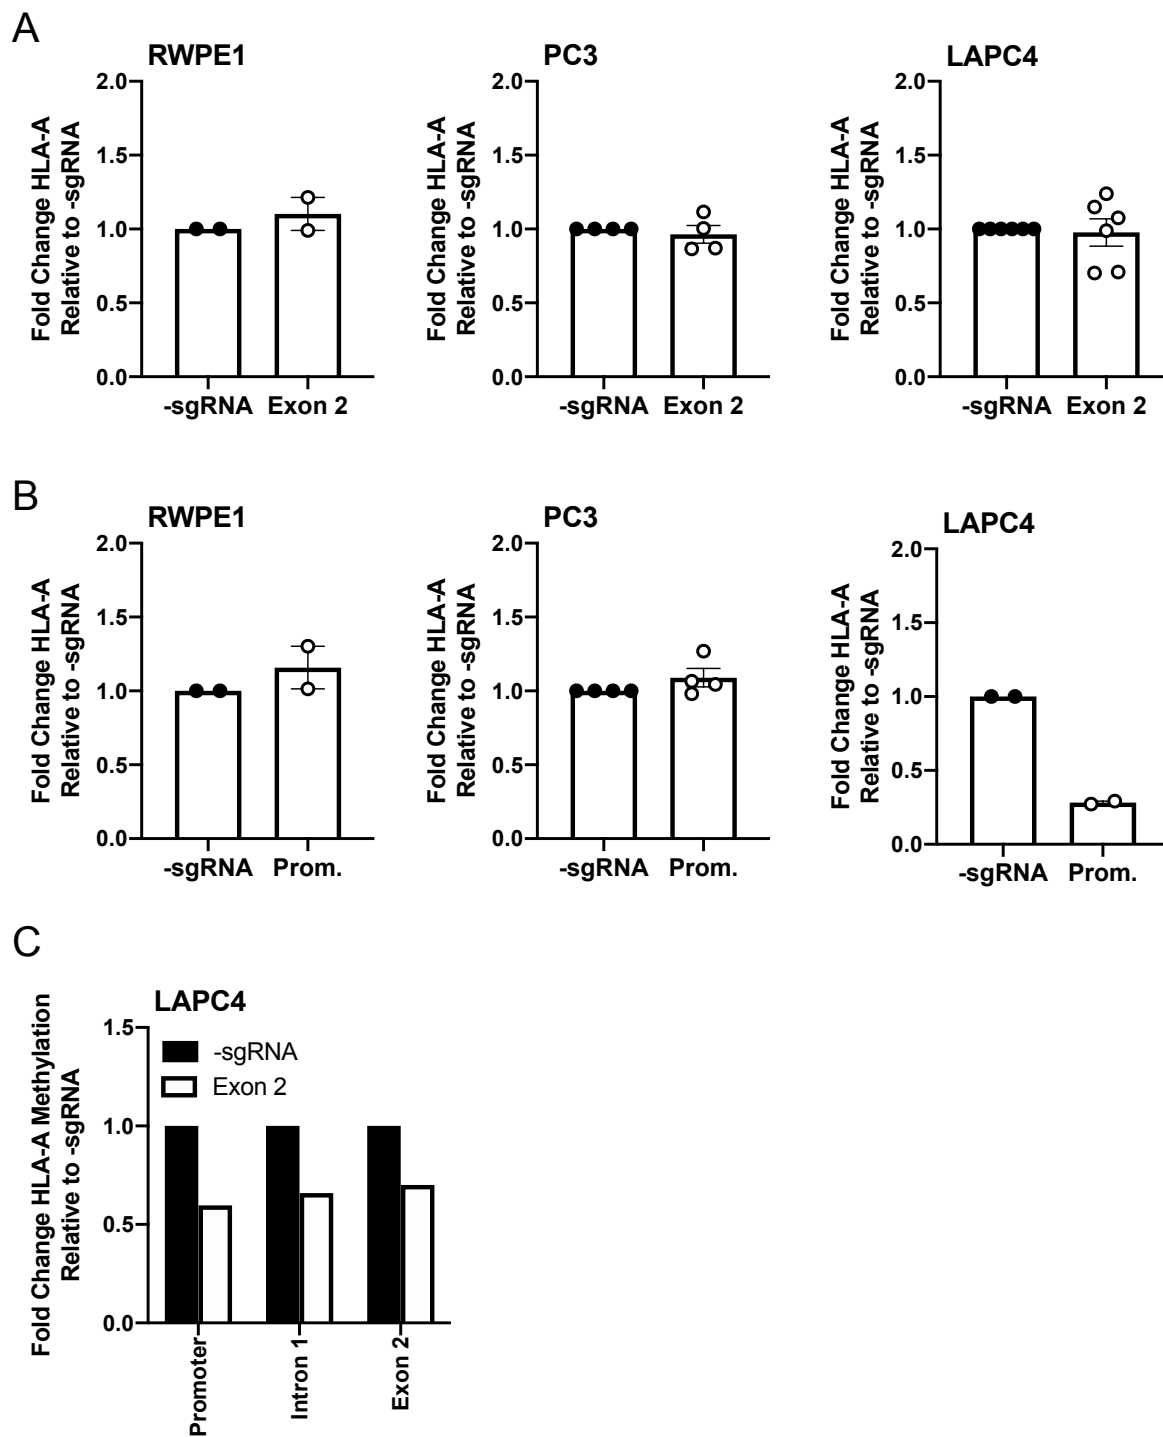 A
RWPE1
Fold Change HLA-A
Relative to -sgRNA
2.0
1.5
1.0
0.5
0.0
-sgRNA Exon 2
PC3
Fold Change HLA-A
Relative to -sgRNA
2.0
1.5
1.0
0.5
0.0
-sgRNA Exon 2
LAPC4
Fold Change HLA-A
Relative to -sgRNA
2.0
1.5
1.0
0.5
0.0
-sgRNA Exon 2
B
RWPE1
Fold Change HLA-A
Relative to -sgRNA
2.0
1.5
1.0
0.5
0.0
-sgRNA Prom.
PC3
Fold Change HLA-A
Relative to -sgRNA
2.0
1.5
1.0
0.5
0.0
-sgRNA Prom.
LAPC4
Fold Change HLA-A
Relative to -sgRNA
2.0
1.5
1.0
0.5
0.0
-sgRNA Prom.
C
LAPC4
Fold Change HLA-A Methylation
Relative to -sgRNA
1.5
1.0
0.5
0.0
-sgRNA
Exon 2
Promoter
Intron 1
Exon 2